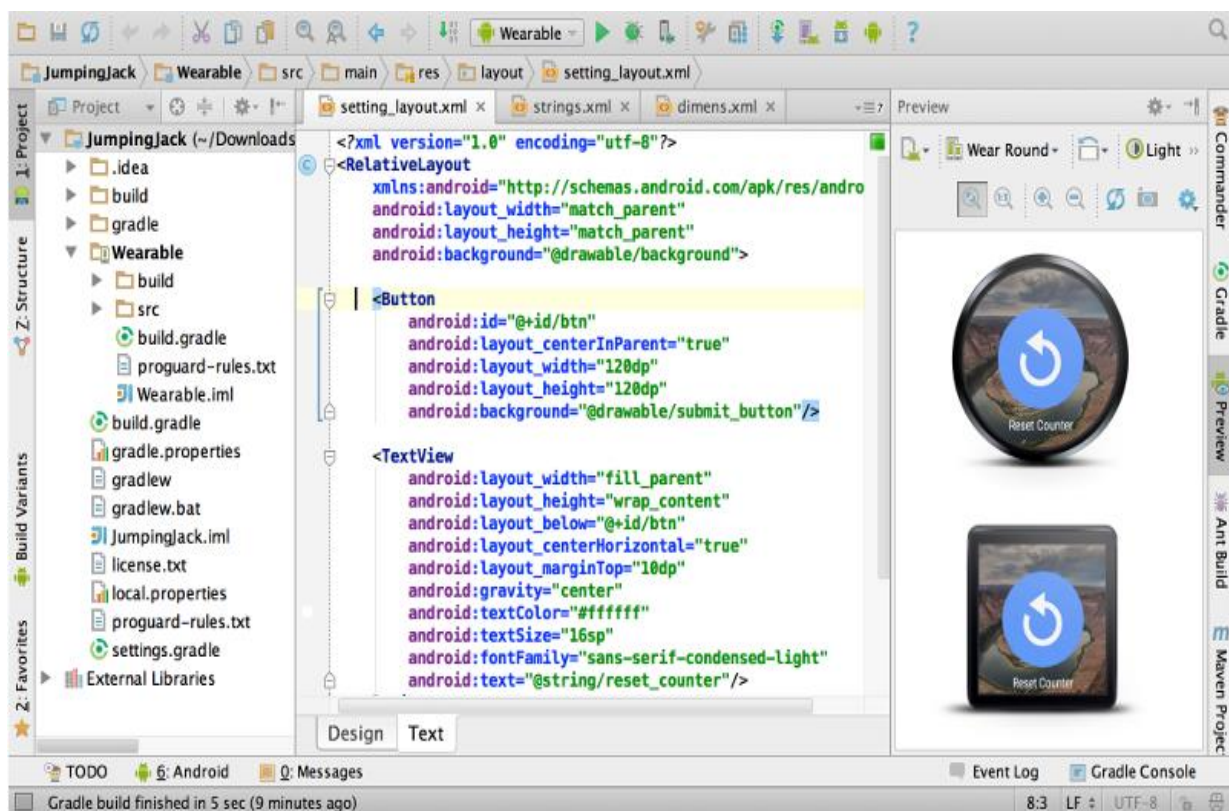 Wearable
JumpingJack Wearable src main res layout setting_layout.xml
1: Project
Z: Structure
Build Variants
2: Favorites
Project
JumpingJack (~/Downloads
.idea
build
gradle
Wearable
build
src
build.gradle
proguard-rules.txt
Wearable.iml
build.gradle
gradle.properties
gradlew
gradlew.bat
JumpingJack.iml
license.txt
local.properties
proguard-rules.txt
settings.gradle
External Libraries
setting_layout.xml × strings.xml × dimens.xml ×
<?xml version="1.0" encoding="utf-8"?>
<RelativeLayout
xmlns:android="http://schemas.android.com/apk/res/andro
android:layout_width="match_parent"
android:layout_height="match_parent"
android:background="@drawable/background">
<Button
android:id="@+id/btn"
android:layout_centerInParent="true"
android:layout_width="120dp"
android:layout_height="120dp"
android:background="@drawable/submit_button"/>
<TextView
android:layout_width="fill_parent"
android:layout_height="wrap_content"
android:layout_below="@+id/btn"
android:layout_centerHorizontal="true"
android:layout_marginTop="10dp"
android:gravity="center"
android:textColor="#ffffff"
android:textSize="16sp"
android:fontFamily="sans-serif-condensed-light"
android:text="@string/reset_counter"/>
Design Text
Preview
Wear Round Light
Reset Counter
Reset Counter
Commander
Gradle
Preview
Ant Build
Maven Projec
TODO 6: Android 0: Messages Event Log Gradle Console
Gradle build finished in 5 sec (9 minutes ago) 8:3 LF UTF-8